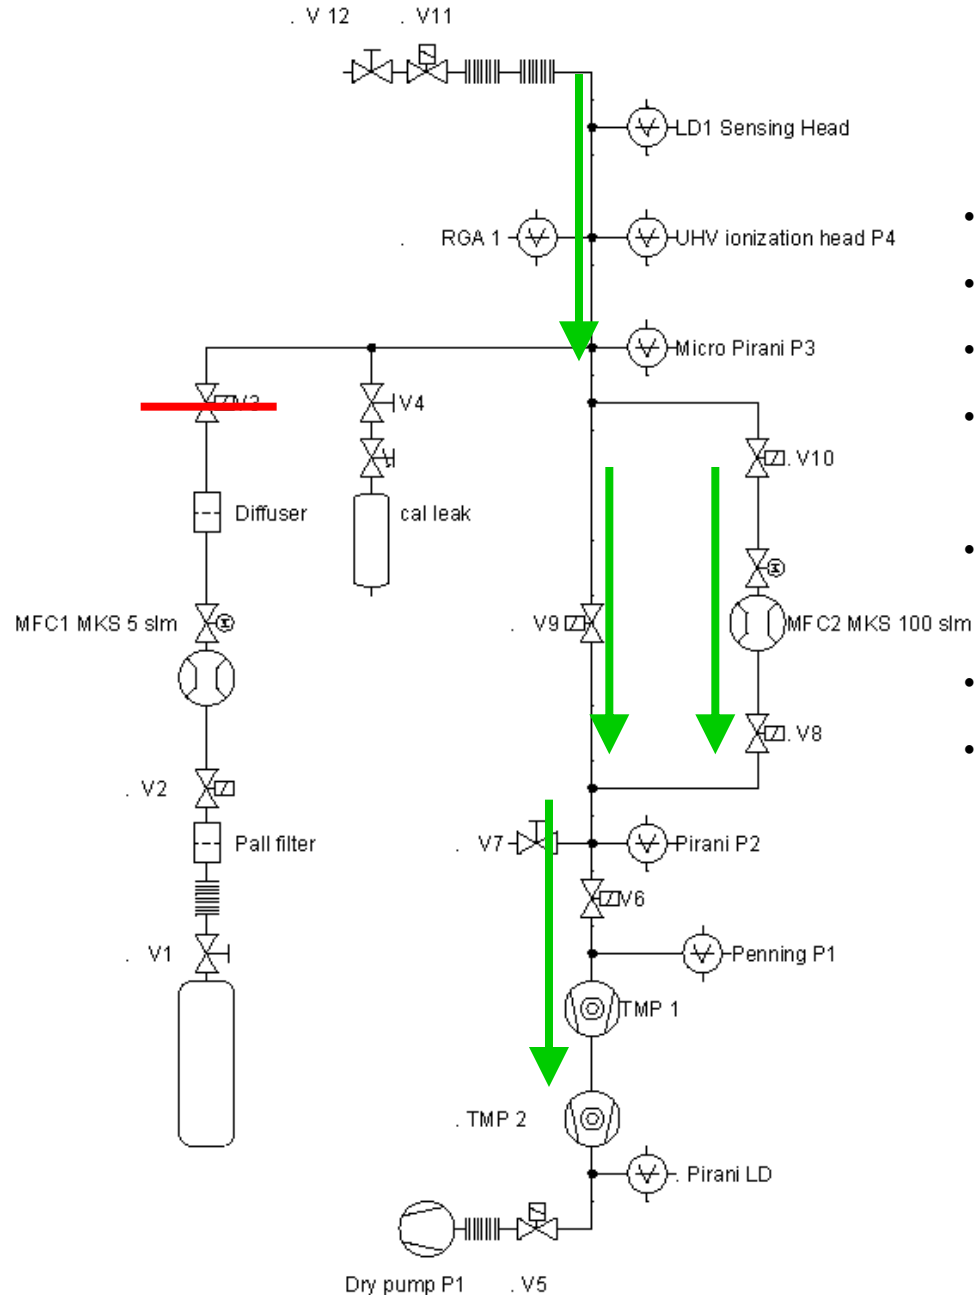 . V 12 . V11
LD1 Sensing Head
. RGA 1 UHV ionization head P4
Micro Pirani P3
V3 V4
. V10
Diffuser cal leak
MFC1 MKS 5 slm . V9 MFC2 MKS 100 slm
. V8
. V2
Pall filter . V7 Pirani P2
V6
. V1 Penning P1
TMP 1
. TMP 2
. Pirani LD
Dry pump P1 . V5